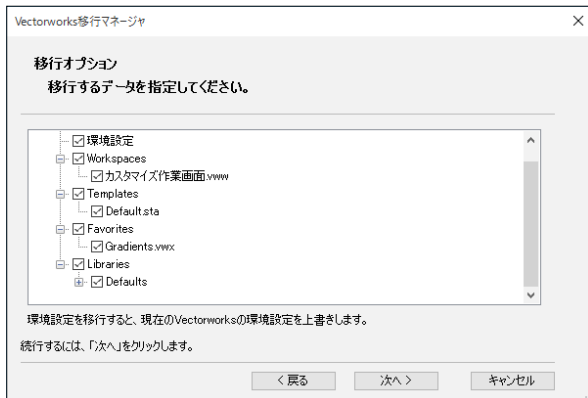 Vectorworks移行マネージャ
移行オプション
移行するデータを指定してください。
環境設定
Workspaces
カスタマイズ作業画面.vww
Templates
Default.sta
Favorites
Gradients.vwx
Libraries
Defaults
環境設定を移行すると、現在のVectorworksの環境設定を上書きします。
続行するには、「次へ」をクリックします。
< 戻る 次へ > キャンセル